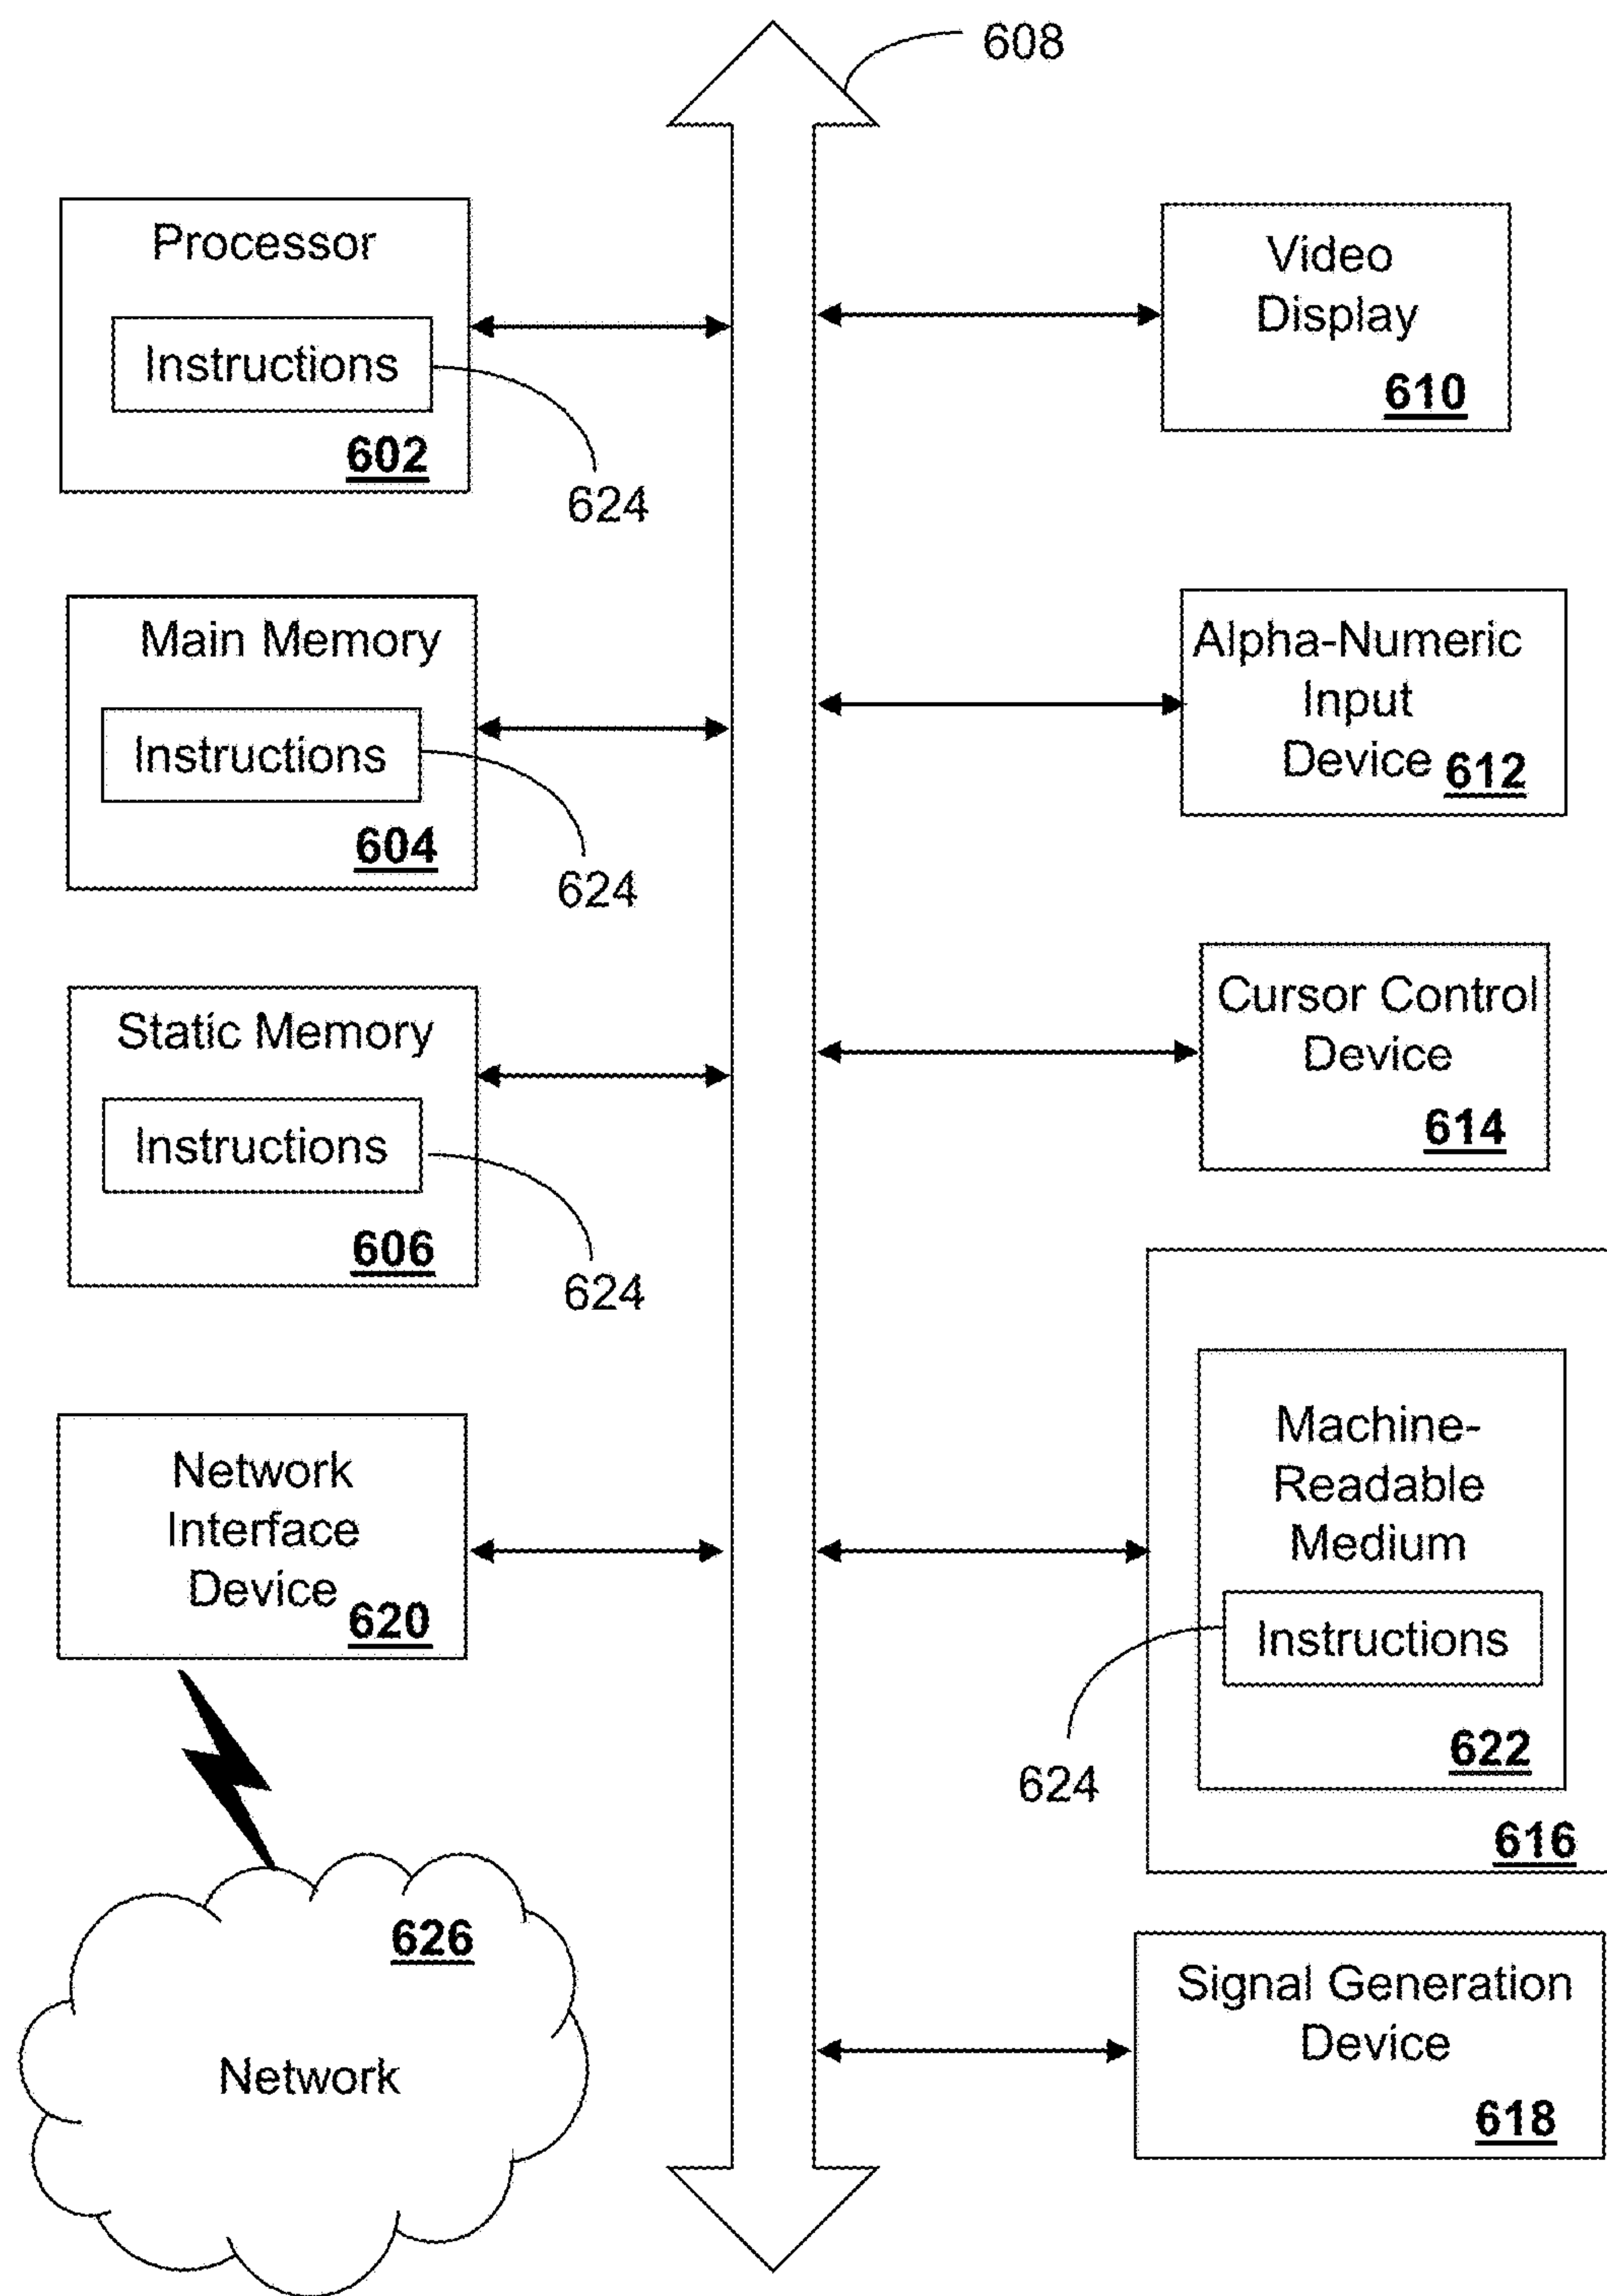 608
Processor
Instructions
602
624
Main Memory
Instructions
604
624
Static Memory
Instructions
606
624
Network
Interface
Device
620
626
Network
Video
Display
610
Alpha-Numeric
Input
Device
612
Cursor Control
Device
614
Machine-
Readable
Medium
Instructions
622
624
616
Signal Generation
Device
618